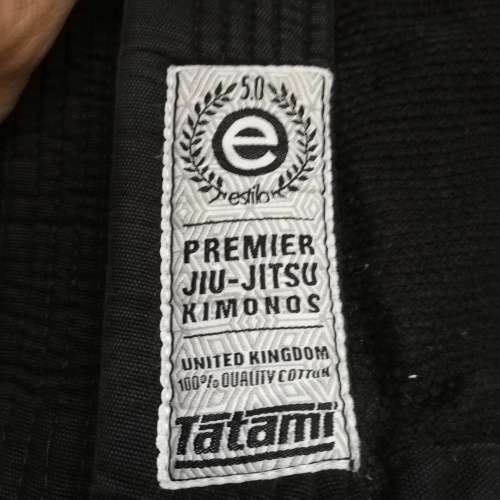 5.0
e
estilo
PREMIER
JIU-JITSU
KIMONOS
UNITED KINGDOM
100% QUALITY COTTON
Tatami